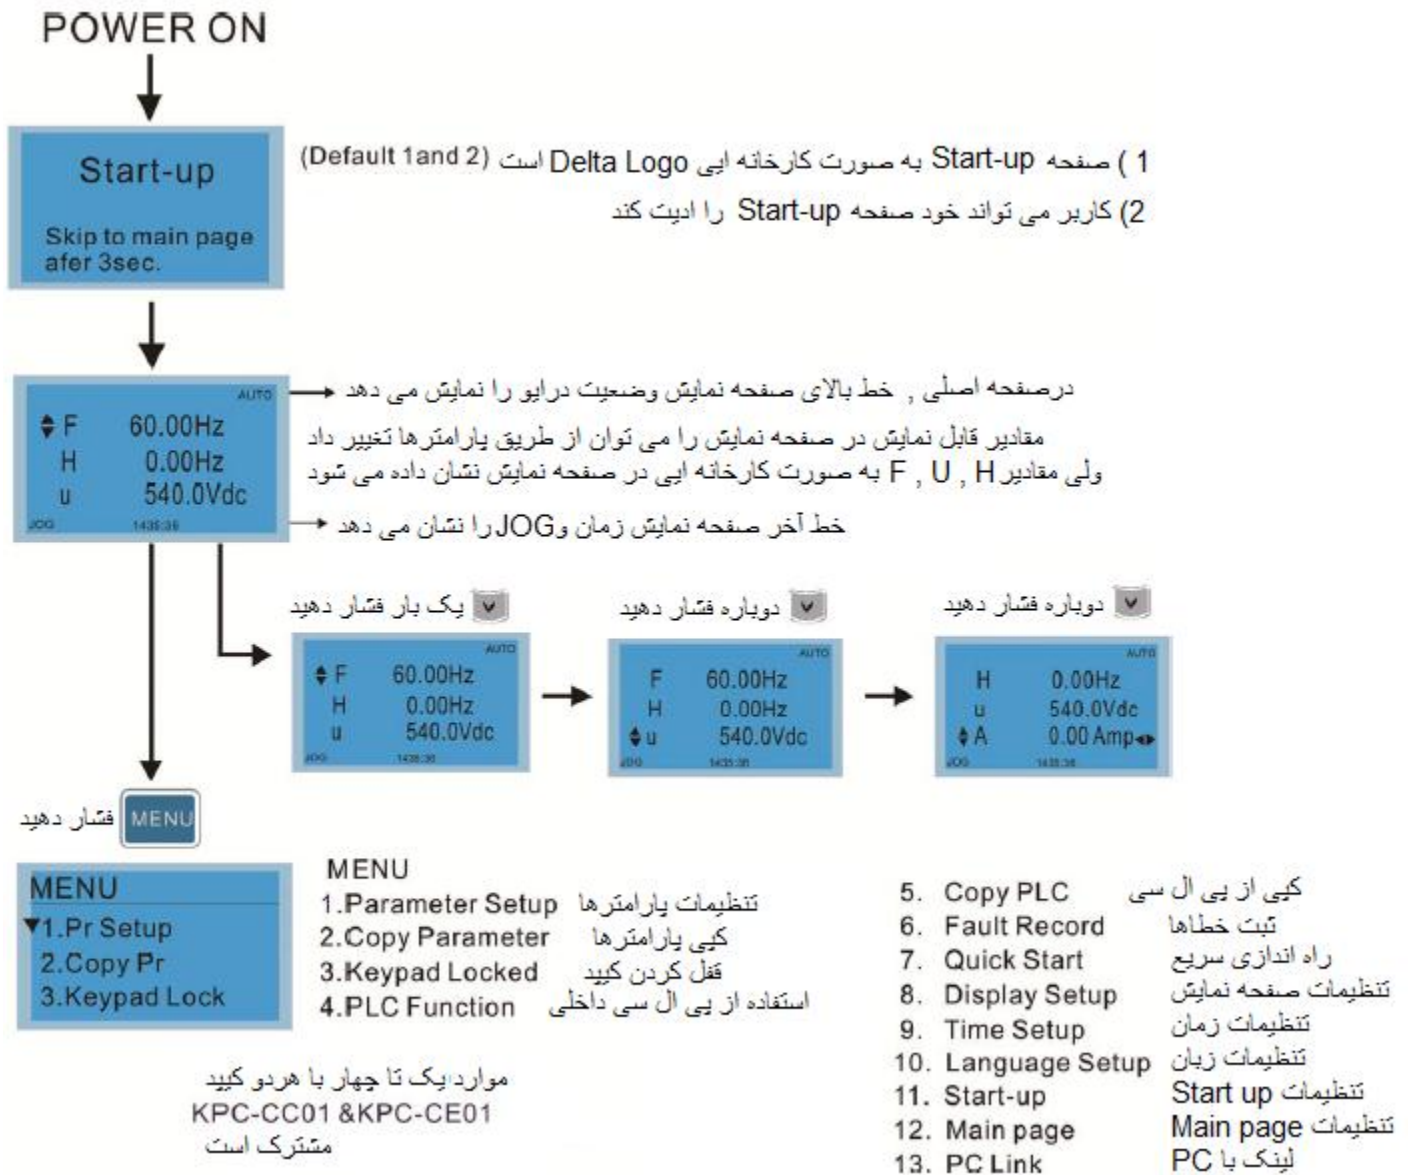 POWER ON
Start-up
Skip to main page
afer 3sec.
1 ) صفحه Start-up به صورت کارخانه ایی Delta Logo است (Default 1and 2)
2) کاربر می تواند خود صفحه Start-up را ادیت کند
AUTO
F 60.00Hz
H 0.00Hz
u 540.0Vdc
JOG 1435:36
درصفحه اصلی , خط بالای صفحه نمایش وضعیت درایو را نمایش می دهد
مقادیر قابل نمایش در صفحه نمایش را می توان از طریق پارامترها تغییر داد
ولی مقادیر F , U , H به صورت کارخانه ایی در صفحه نمایش نشان داده می شود
خط آخر صفحه نمایش زمان وJOG را نشان می دهد
یک بار فشار دهید
AUTO
F 60.00Hz
H 0.00Hz
u 540.0Vdc
JOG 1435:36
دوباره فشار دهید
AUTO
F 60.00Hz
H 0.00Hz
u 540.0Vdc
JOG 1435:36
دوباره فشار دهید
AUTO
H 0.00Hz
u 540.0Vdc
A 0.00 Amp
JOG 1435:36
MENU فشار دهید
MENU
1.Pr Setup
2.Copy Pr
3.Keypad Lock
MENU
1.Parameter Setup تنظیمات پارامترها
2.Copy Parameter کپی پارامترها
3.Keypad Locked قفل کردن کیپد
4.PLC Function استفاده از پی ال سی داخلی
موارد یک تا چهار با هردو کیپد
KPC-CC01 &KPC-CE01
مشترک است
5. Copy PLC کپی از پی ال سی
6. Fault Record ثبت خطاها
7. Quick Start راه اندازی سریع
8. Display Setup تنظیمات صفحه نمایش
9. Time Setup تنظیمات زمان
10. Language Setup تنظیمات زبان
11. Start-up تنظیمات Start up
12. Main page تنظیمات Main page
13. PC Link لینک با PC